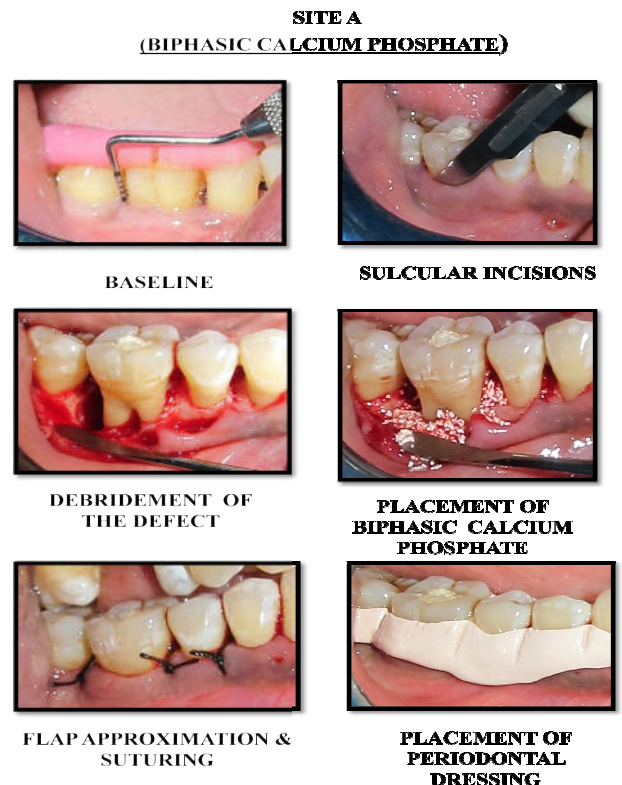 SITE A
(BIPHASIC CALCIUM PHOSPHATE)
BASELINE
SULCULAR INCISIONS
DEBRIDEMENT OF
THE DEFECT
PLACEMENT OF
BIPHASIC CALCIUM
PHOSPHATE
FLAP APPROXIMATION &
SUTURING
PLACEMENT OF
PERIODONTAL
DRESSING